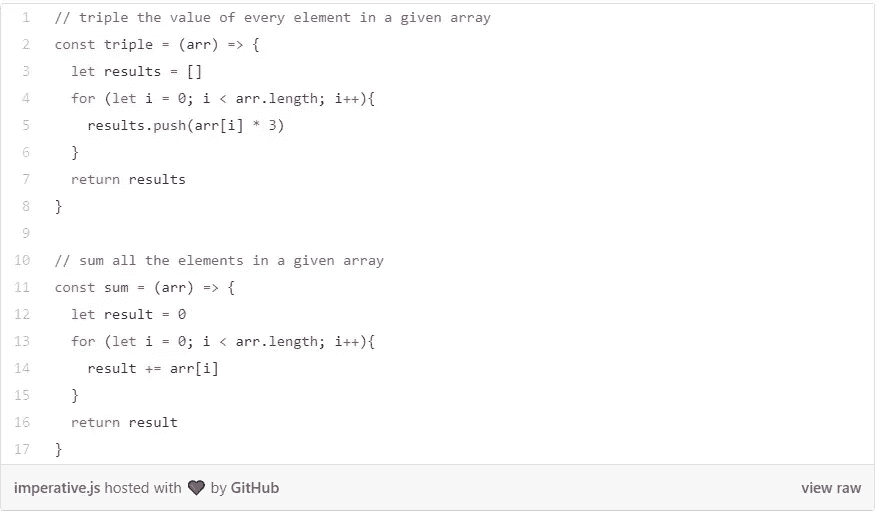 1 // triple the value of every element in a given array
2 const triple = (arr) => {
3   let results = []
4   for (let i = 0; i < arr.length; i++){
5     results.push(arr[i] * 3)
6   }
7   return results
8 }
9
10 // sum all the elements in a given array
11 const sum = (arr) => {
12   let result = 0
13   for (let i = 0; i < arr.length; i++){
14     result += arr[i]
15   }
16   return result
17 }
imperative.js hosted with ❤ by GitHub view raw